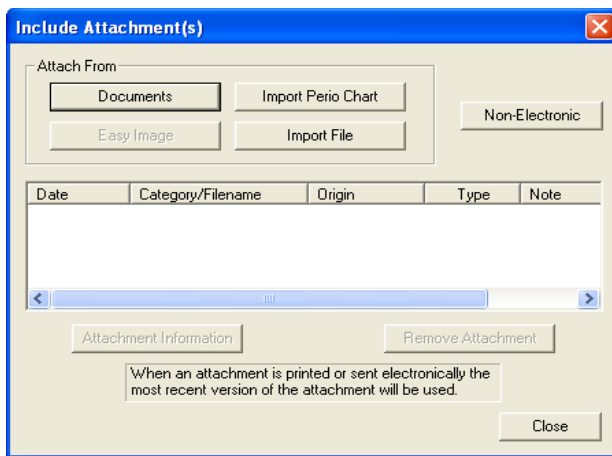 Include Attachment(s)
Attach From
Documents Import Perio Chart
Non-Electronic
Easy Image Import File
Date Category/Filename Origin Type Note
Attachment Information Remove Attachment
When an attachment is printed or sent electronically the
most recent version of the attachment will be used.
Close